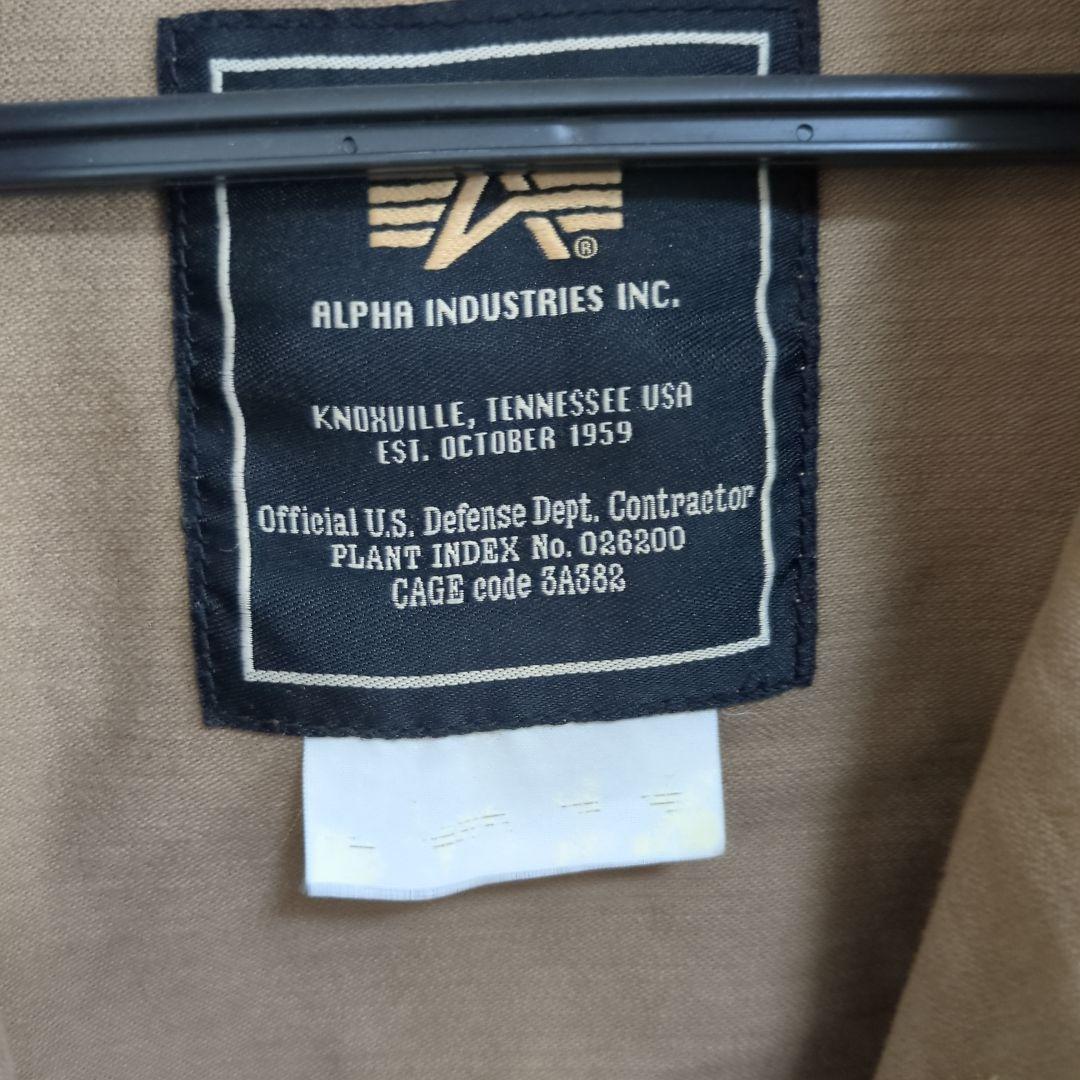 ®
ALPHA INDUSTRIES INC.
KNOXVILLE, TENNESSEE USA
EST. OCTOBER 1959
Official U.S. Defense Dept. Contractor
PLANT INDEX No. 026200
CAGE code 3A382